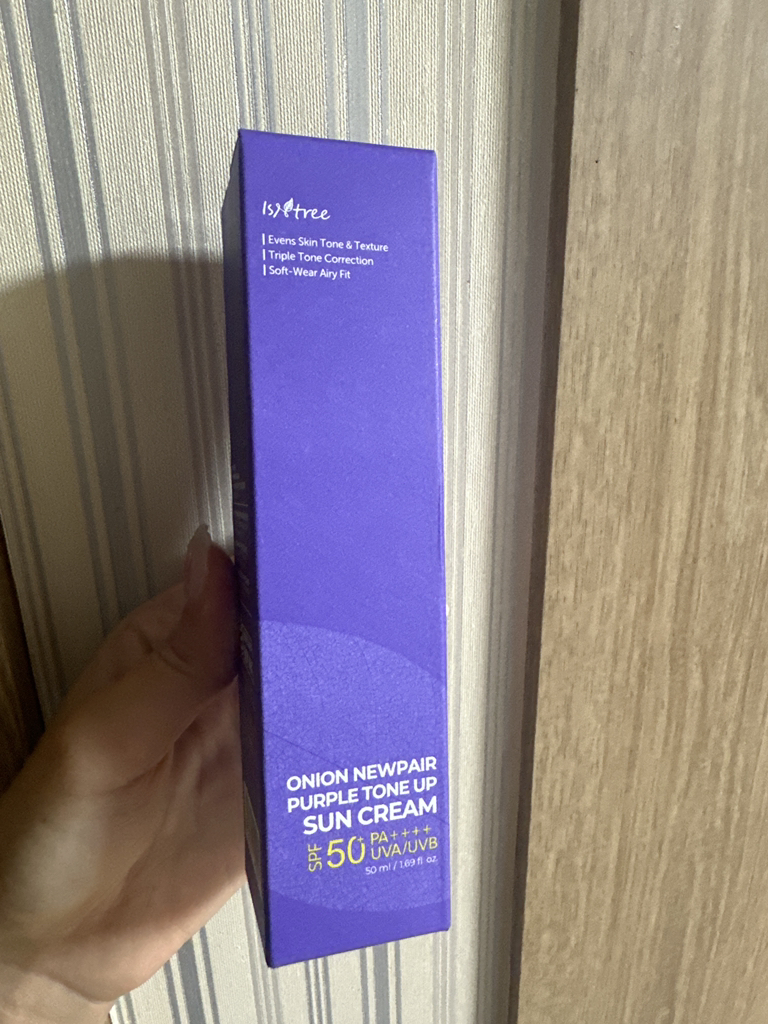 Isntree
Evens Skin Tone & Texture
Triple Tone Correction
Soft-Wear Airy Fit
ONION NEWPAIR
PURPLE TONE UP
SUN CREAM
SPF 50+ PA++++
UVA/UVB
50 ml / 1.69 fl oz.